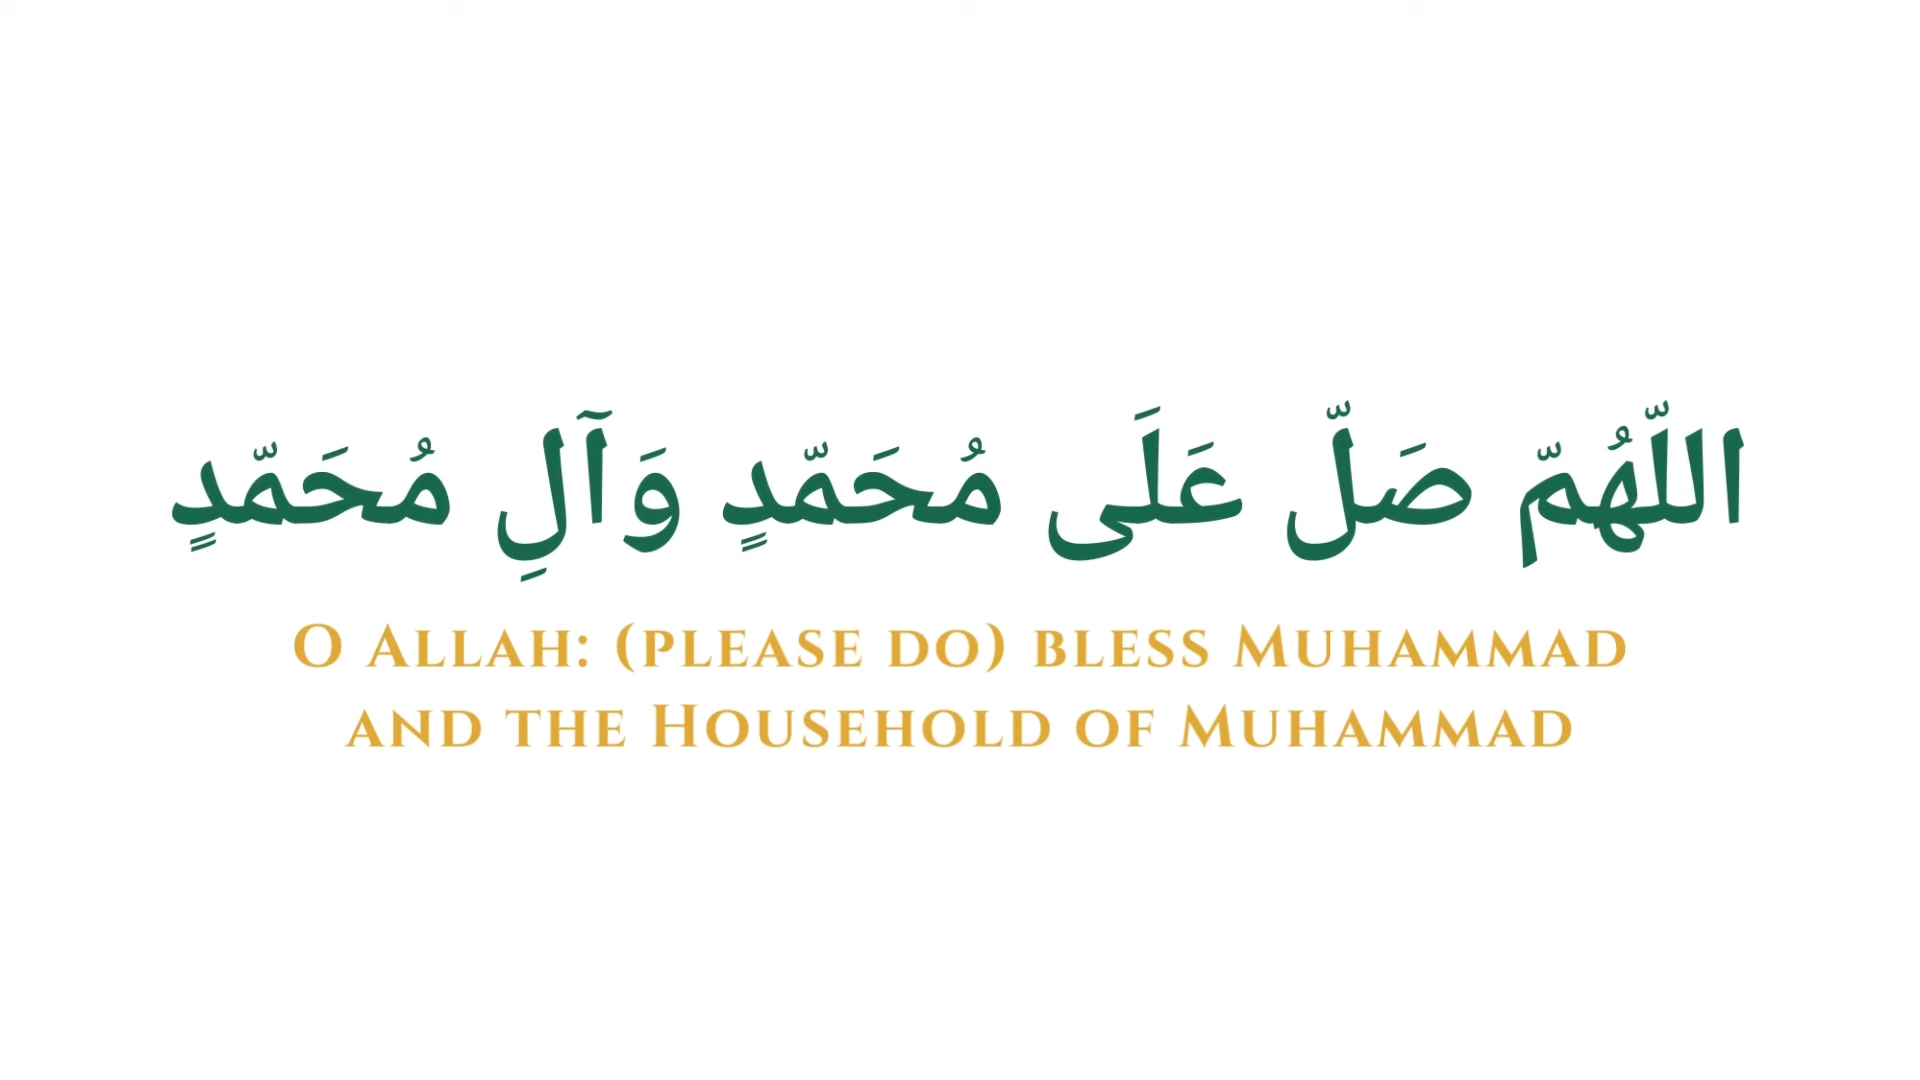 اللّهُمّ صَلّ عَلَى مُحَمّدٍ وَآلِ مُحَمّدٍ
O Allah: (please do) bless Muhammad
and the Household of Muhammad